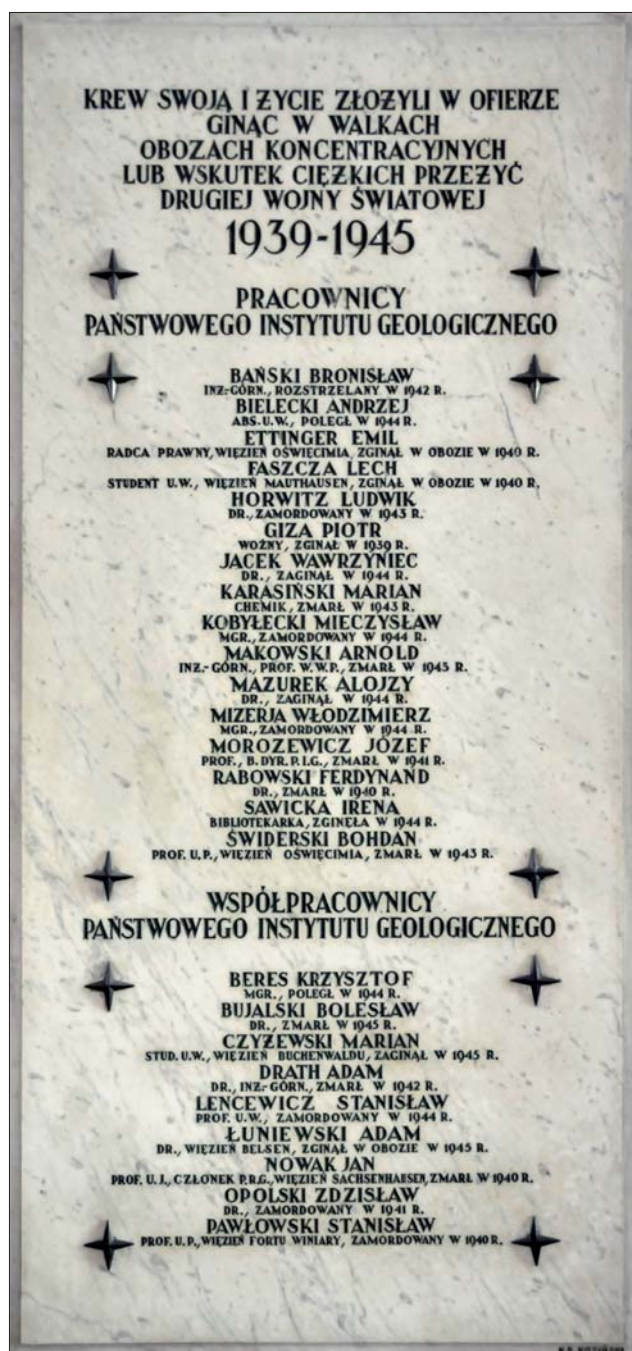 KREW SWOJĄ I ŻYCIE ZŁOŻYLI W OFIERZE
GINĄC W WALKACH
OBOZACH KONCENTRACYJNYCH
LUB WSKUTEK CIĘŻKICH PRZEŻYĆ
DRUGIEJ WOJNY ŚWIATOWEJ
1939-1945
PRACOWNICY
PAŃSTWOWEGO INSTYTUTU GEOLOGICZNEGO
BAŃSKI BRONISŁAW
INŻ.-GÓRN., ROZSTRZELANY W 1942 R.
BIELECKI ANDRZEJ
ABS. U.W., POLEGŁ W 1944 R.
ETTINGER EMIL
RADCA PRAWNY, WIĘZIEŃ OŚWIĘCIMIA, ZGINĄŁ W OBOZIE W 1940 R.
FASZCZA LECH
STUDENT U.W., WIĘZIEŃ MAUTHAUSEN, ZGINĄŁ W OBOZIE W 1940 R.
HORWITZ LUDWIK
DR., ZAMORDOWANY W 1943 R.
GIZA PIOTR
WOŹNY, ZGINĄŁ W 1939 R.
JACEK WAWRZYNIEC
DR., ZAGINĄŁ W 1944 R.
KARASIŃSKI MARIAN
CHEMIK, ZMARŁ W 1943 R.
KOBYŁECKI MIECZYSŁAW
MGR., ZAMORDOWANY W 1944 R.
MAKOWSKI ARNOLD
INŻ.-GÓRN., PROF. W.W.P., ZMARŁ W 1943 R.
MAZUREK ALOJZY
DR., ZAGINĄŁ W 1944 R.
MIZERJA WŁODZIMIERZ
MGR., ZAMORDOWANY W 1944 R.
MOROZEWICZ JÓZEF
PROF., B. DYR. P.I.G., ZMARŁ W 1941 R.
RABOWSKI FERDYNAND
DR., ZMARŁ W 1940 R.
SAWICKA IRENA
BIBLIOTEKARKA, ZGINĘŁA W 1944 R.
ŚWIDERSKI BOHDAN
PROF. U.P., WIĘZIEŃ OŚWIĘCIMIA, ZMARŁ W 1943 R.
WSPÓŁPRACOWNICY
PAŃSTWOWEGO INSTYTUTU GEOLOGICZNEGO
BERES KRZYSZTOF
MGR., POLEGŁ W 1944 R.
BUJALSKI BOLESŁAW
DR., ZMARŁ W 1945 R.
CZYŻEWSKI MARIAN
STUD. U.W., WIĘZIEŃ BUCHENWALDU, ZAGINĄŁ W 1945 R.
DRATH ADAM
DR., INŻ.-GÓRN., ZMARŁ W 1942 R.
LENCEWICZ STANISŁAW
PROF. U.W., ZAMORDOWANY W 1944 R.
ŁUNIEWSKI ADAM
DR., WIĘZIEŃ BELSEN, ZGINĄŁ W OBOZIE W 1945 R.
NOWAK JAN
PROF. U.J., CZŁONEK P.R.G., WIĘZIEŃ SACHSENHAUSEN, ZMARŁ W 1940 R.
OPOLSKI ZDZISŁAW
DR., ZAMORDOWANY W 1941 R.
PAWŁOWSKI STANISŁAW
PROF. U.P., WIĘZIEŃ FORTU WINIARY, ZAMORDOWANY W 1940 R.